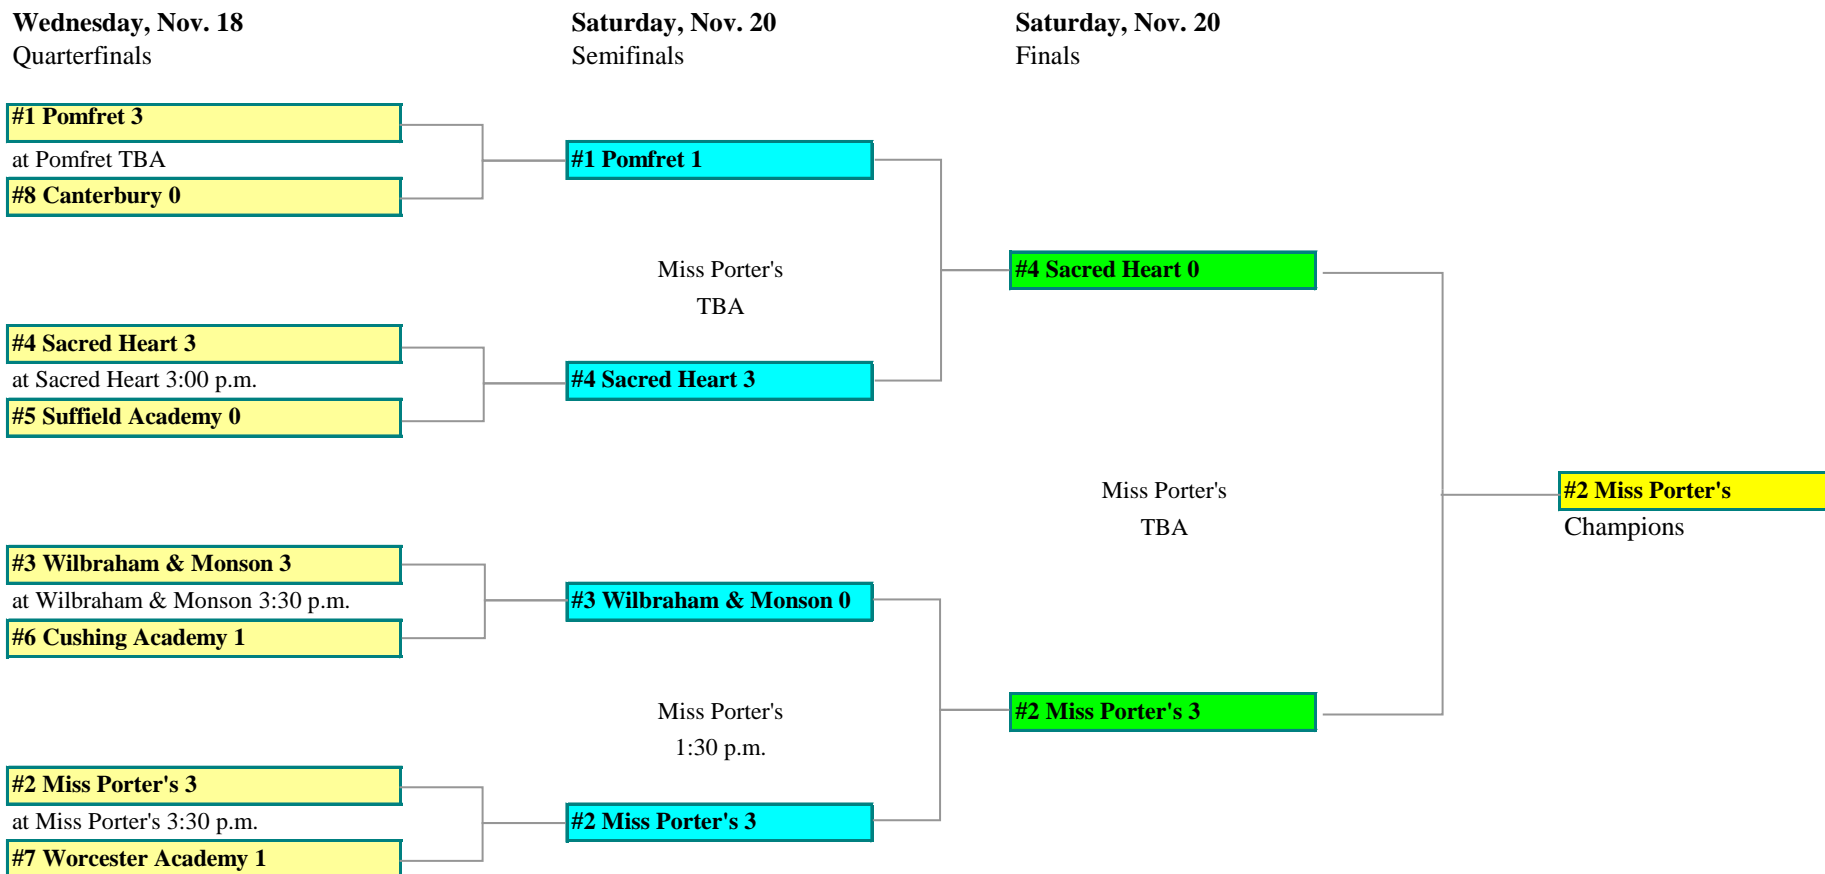 Wednesday, Nov. 18
Quarterfinals
Saturday, Nov. 20
Semifinals
Saturday, Nov. 20
Finals
#1 Pomfret 3
at Pomfret TBA
#8 Canterbury 0
#4 Sacred Heart 3
at Sacred Heart 3:00 p.m.
#5 Suffield Academy 0
#3 Wilbraham & Monson 3
at Wilbraham & Monson 3:30 p.m.
#6 Cushing Academy 1
#2 Miss Porter's 3
at Miss Porter's 3:30 p.m.
#7 Worcester Academy 1
#1 Pomfret 1
Miss Porter's
TBA
#4 Sacred Heart 3
#3 Wilbraham & Monson 0
Miss Porter's
1:30 p.m.
#2 Miss Porter's 3
#4 Sacred Heart 0
Miss Porter's
TBA
#2 Miss Porter's 3
#2 Miss Porter's
Champions